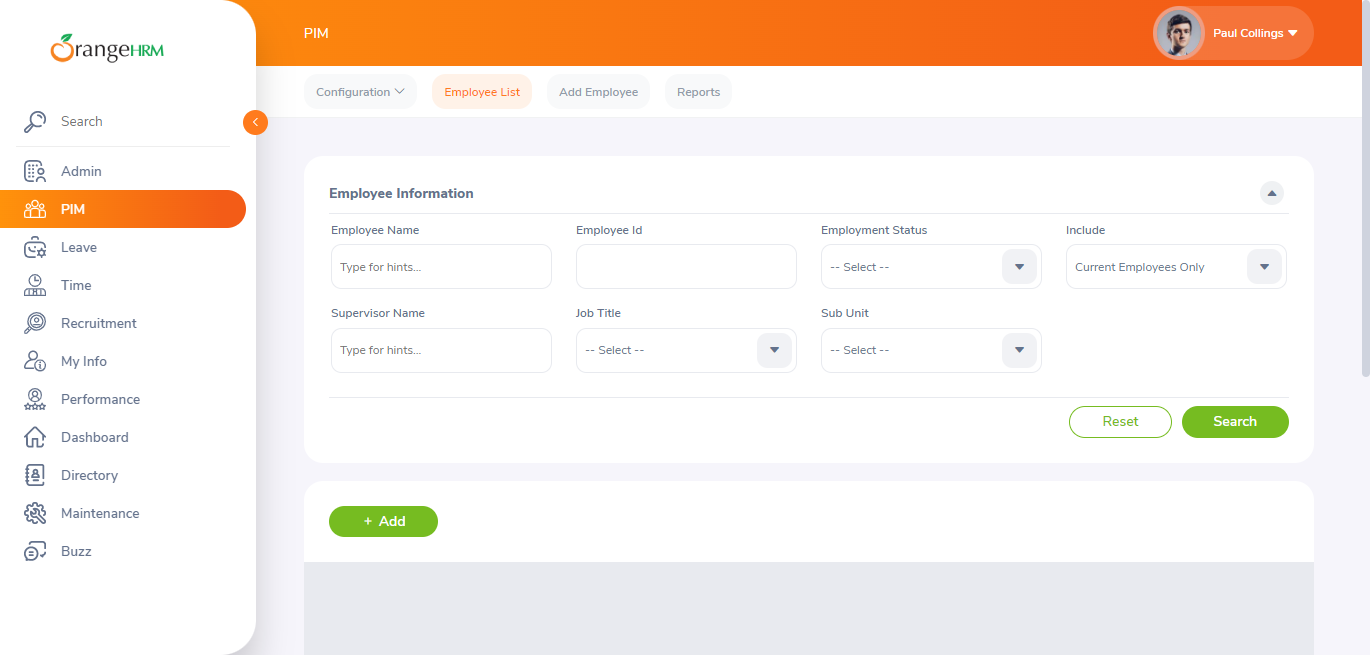 OrangeHRM
PIM
Paul Collings
Configuration
Employee List
Add Employee
Reports
Search
Admin
PIM
Leave
Time
Recruitment
My Info
Performance
Dashboard
Directory
Maintenance
Buzz
Employee Information
Employee Name
Employee Id
Employment Status
Include
Type for hints...
-- Select --
Current Employees Only
Supervisor Name
Job Title
Sub Unit
Type for hints...
-- Select --
-- Select --
Reset
Search
+ Add